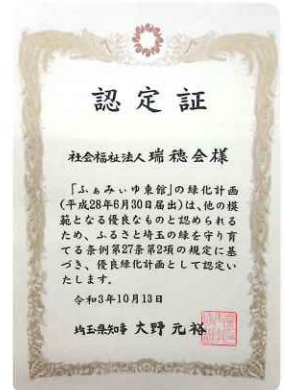 認定証
社会福祉法人瑞穂会様
「ふぁみぃゆ東館」の緑化計画
(平成28年6月30日届出)は、他の模
範となる優良なものと認められる
ため、ふるさと埼玉の緑を守り育
てる条例第27条第2項の規定に基
づき、優良緑化計画として認定い
たします。
令和3年10月13日
埼玉県知事 大野元裕